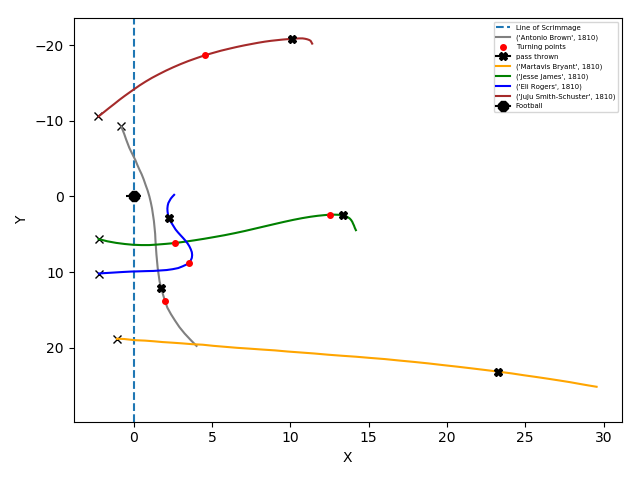 Line of Scrimmage
('Antonio Brown', 1810)
Turning points
pass thrown
('Martavis Bryant', 1810)
('Jesse James', 1810)
('Eli Rogers', 1810)
('Juju Smith-Schuster', 1810)
Football
−20
−10
0
10
20
Y
0 5 10 15 20 25 30
X